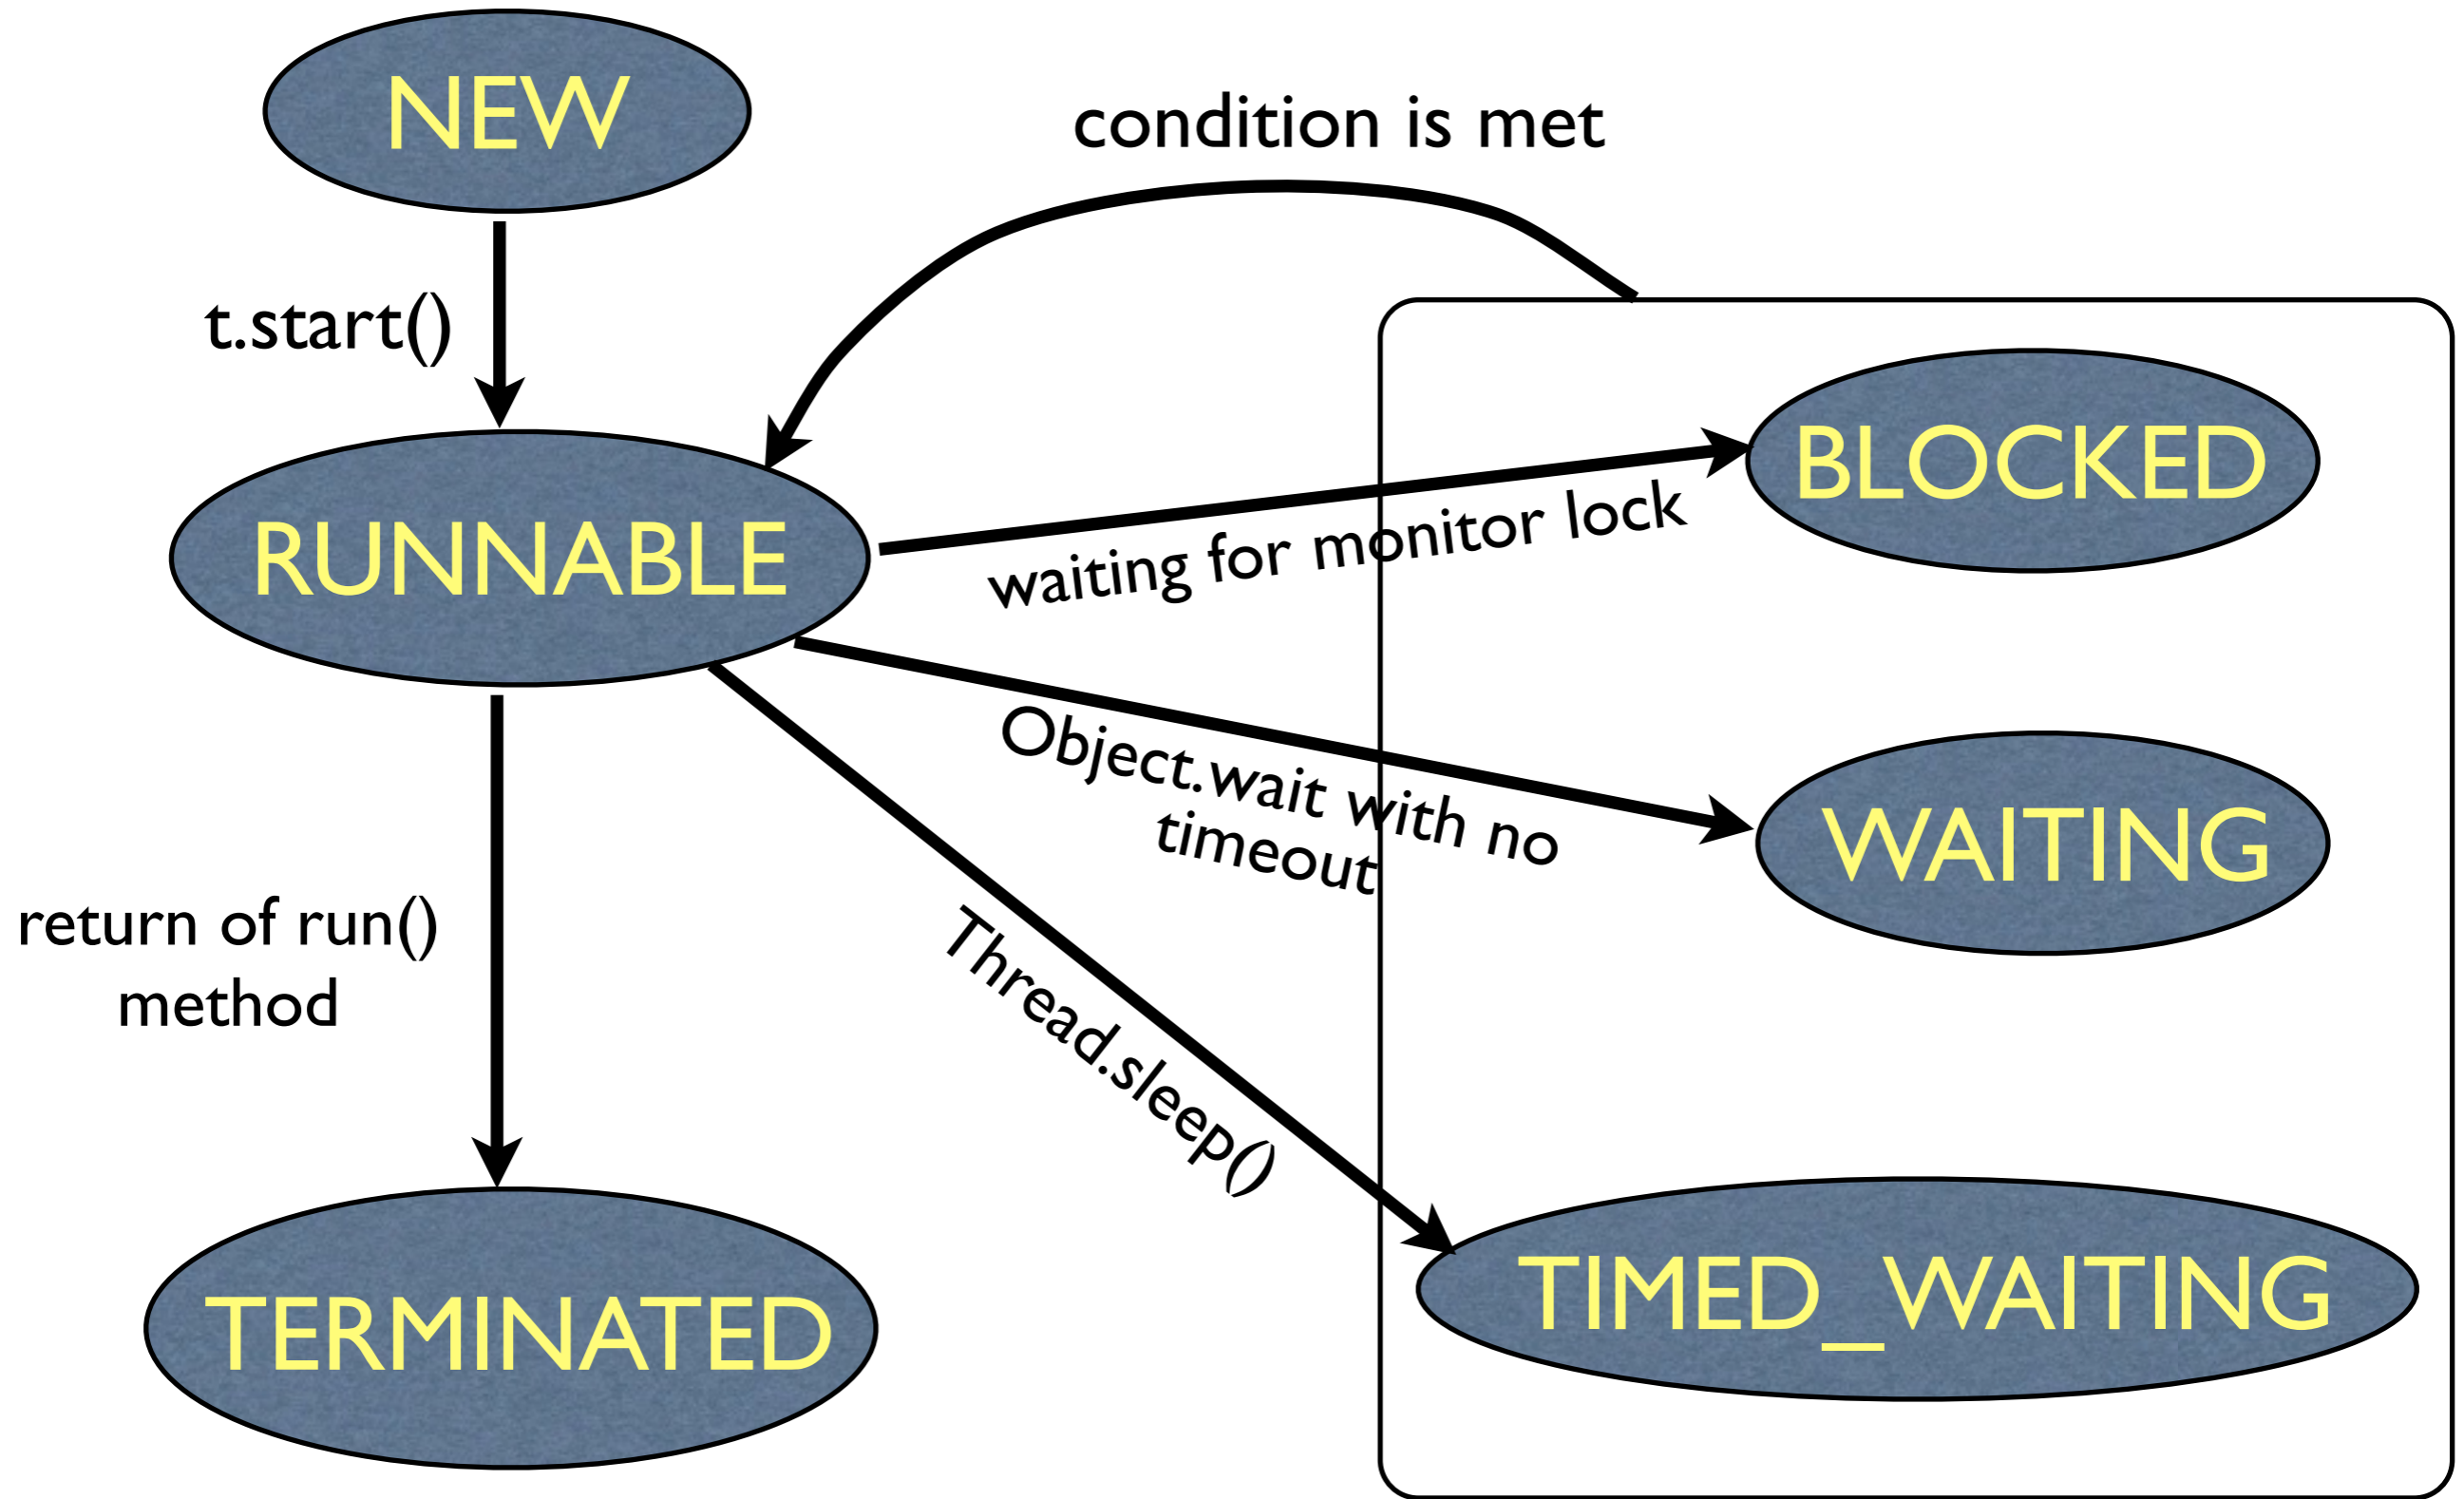 NEW
condition is met
t.start()
BLOCKED
RUNNABLE
waiting for monitor lock
Object.wait with no
timeout
WAITING
return of run()
method
Thread.sleep()
TERMINATED
TIMED_WAITING